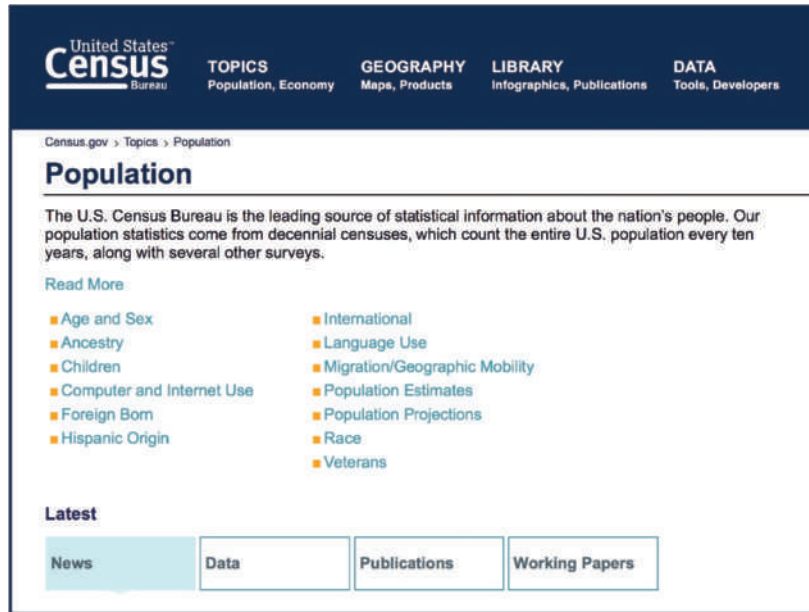 United States™
Census
Bureau
TOPICS
Population, Economy
GEOGRAPHY
Maps, Products
LIBRARY
Infographics, Publications
DATA
Tools, Developers
Census.gov > Topics > Population
Population
The U.S. Census Bureau is the leading source of statistical information about the nation's people. Our
population statistics come from decennial censuses, which count the entire U.S. population every ten
years, along with several other surveys.
Read More
Age and Sex
Ancestry
Children
Computer and Internet Use
Foreign Born
Hispanic Origin
International
Language Use
Migration/Geographic Mobility
Population Estimates
Population Projections
Race
Veterans
Latest
News
Data
Publications
Working Papers